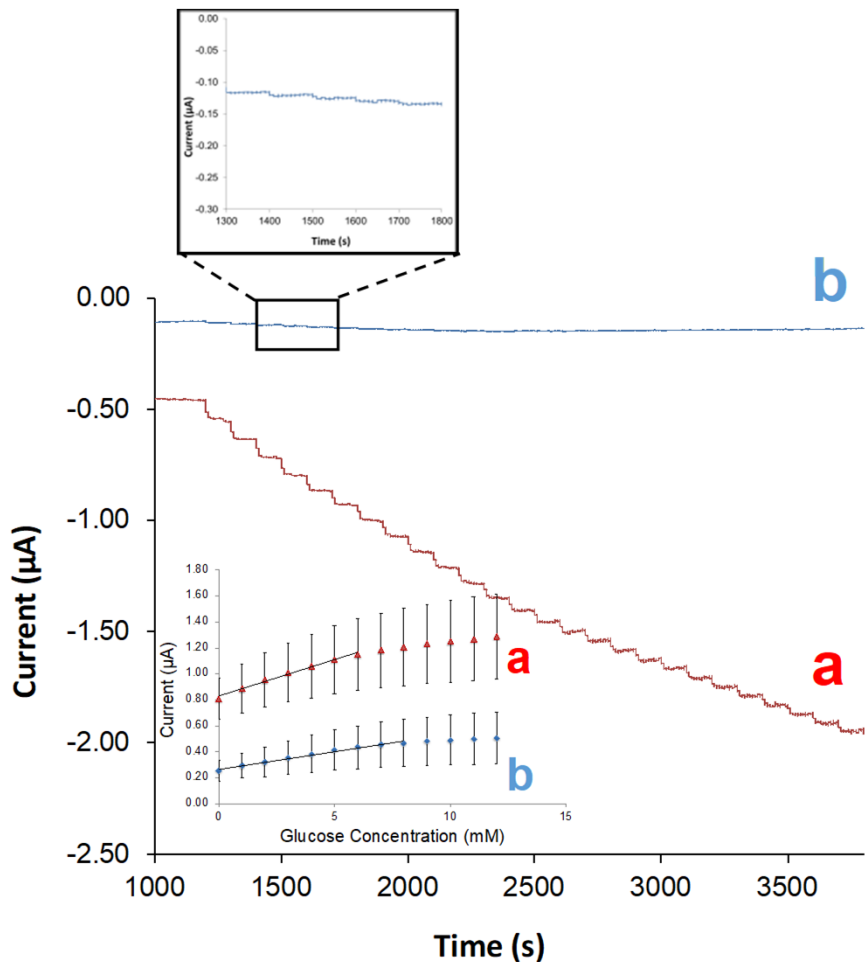 0.00
-0.05
-0.10
-0.15
-0.20
-0.25
-0.30
Current (µA)
1300 1400 1500 1600 1700 1800
Time (s)
b
0.00
-0.50
-1.00
-1.50
-2.00
-2.50
Current (µA)
a
1.80
1.60
1.40
1.20
1.00
0.80
0.60
0.40
0.20
0.00
Current (µA)
a
b
0 5 10 15
Glucose Concentration (mM)
1000 1500 2000 2500 3000 3500
Time (s)